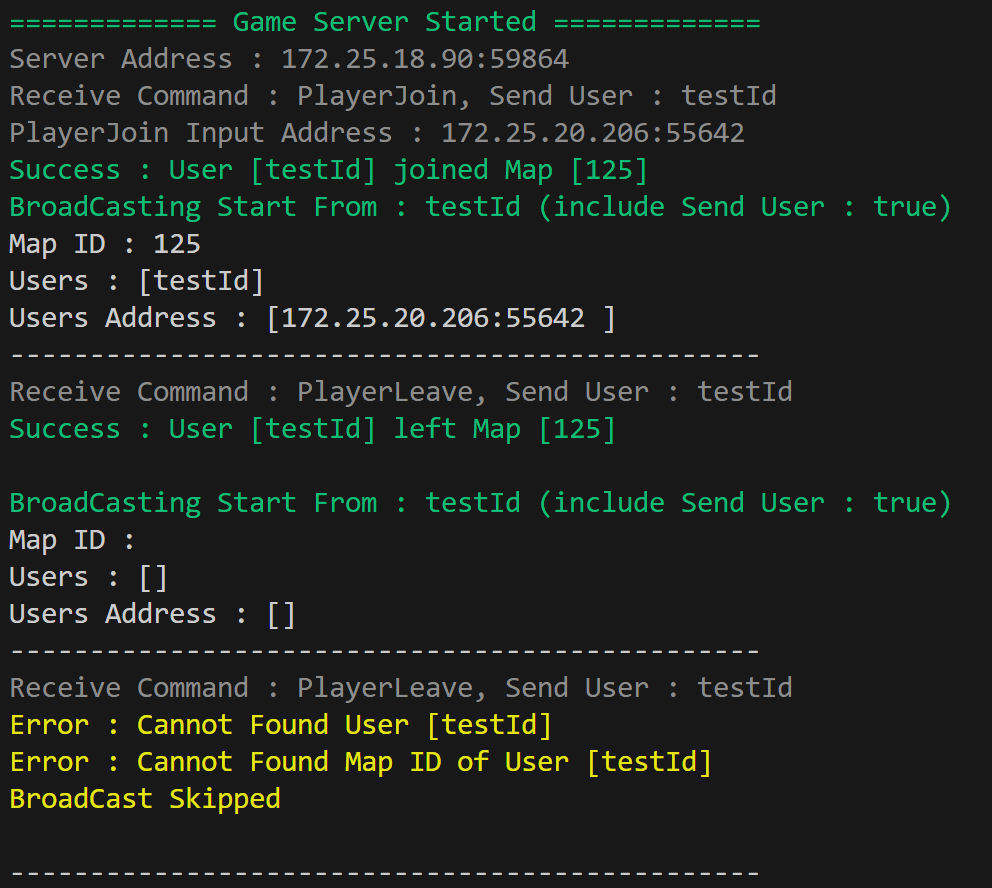 ============= Game Server Started =============
Server Address : 172.25.18.90:59864
Receive Command : PlayerJoin, Send User : testId
PlayerJoin Input Address : 172.25.20.206:55642
Success : User [testId] joined Map [125]
BroadCasting Start From : testId (include Send User : true)
Map ID : 125
Users : [testId]
Users Address : [172.25.20.206:55642 ]
-----------------------------------------------
Receive Command : PlayerLeave, Send User : testId
Success : User [testId] left Map [125]
BroadCasting Start From : testId (include Send User : true)
Map ID :
Users : []
Users Address : []
-----------------------------------------------
Receive Command : PlayerLeave, Send User : testId
Error : Cannot Found User [testId]
Error : Cannot Found Map ID of User [testId]
BroadCast Skipped
-----------------------------------------------